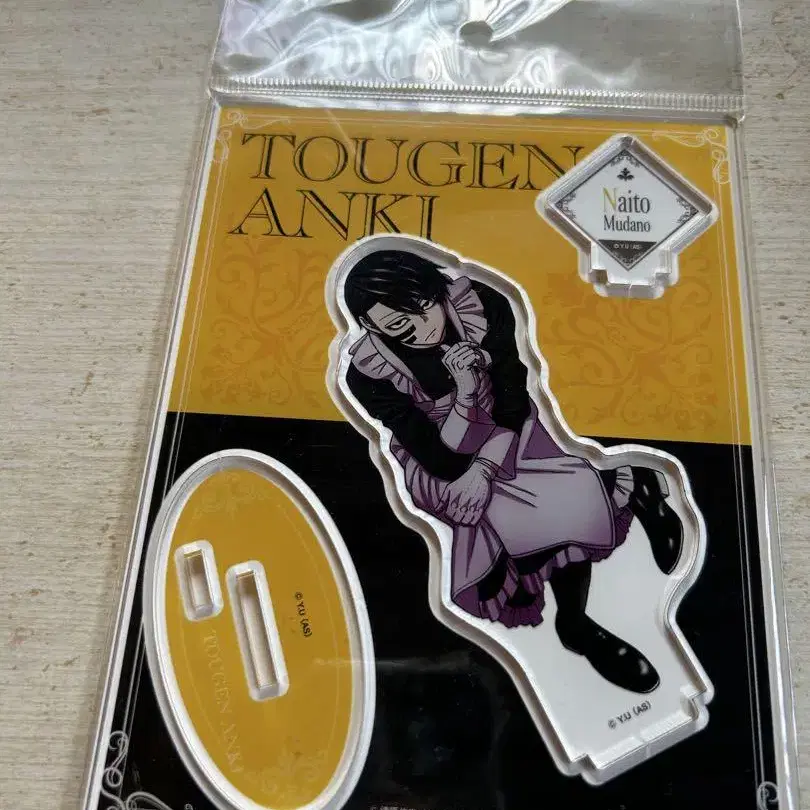 TOUGEN
ANKI
Naito
Mudano
© Y.U (AS)
© Y.U (AS)
TOUGEN ANKI
© Y.U (AS)